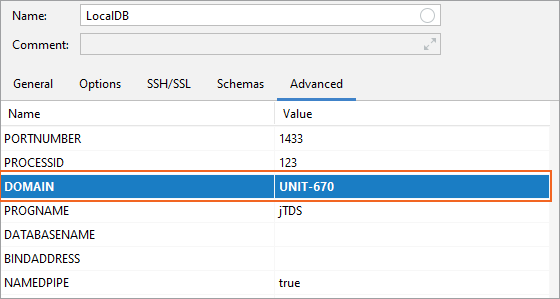 Name: LocalDB
Comment:
General Options SSH/SSL Schemas Advanced
Name Value
PORTNUMBER 1433
PROCESSID 123
DOMAIN UNIT-670
PROGNAME jTDS
DATABASENAME
BINDADDRESS
NAMEDPIPE true